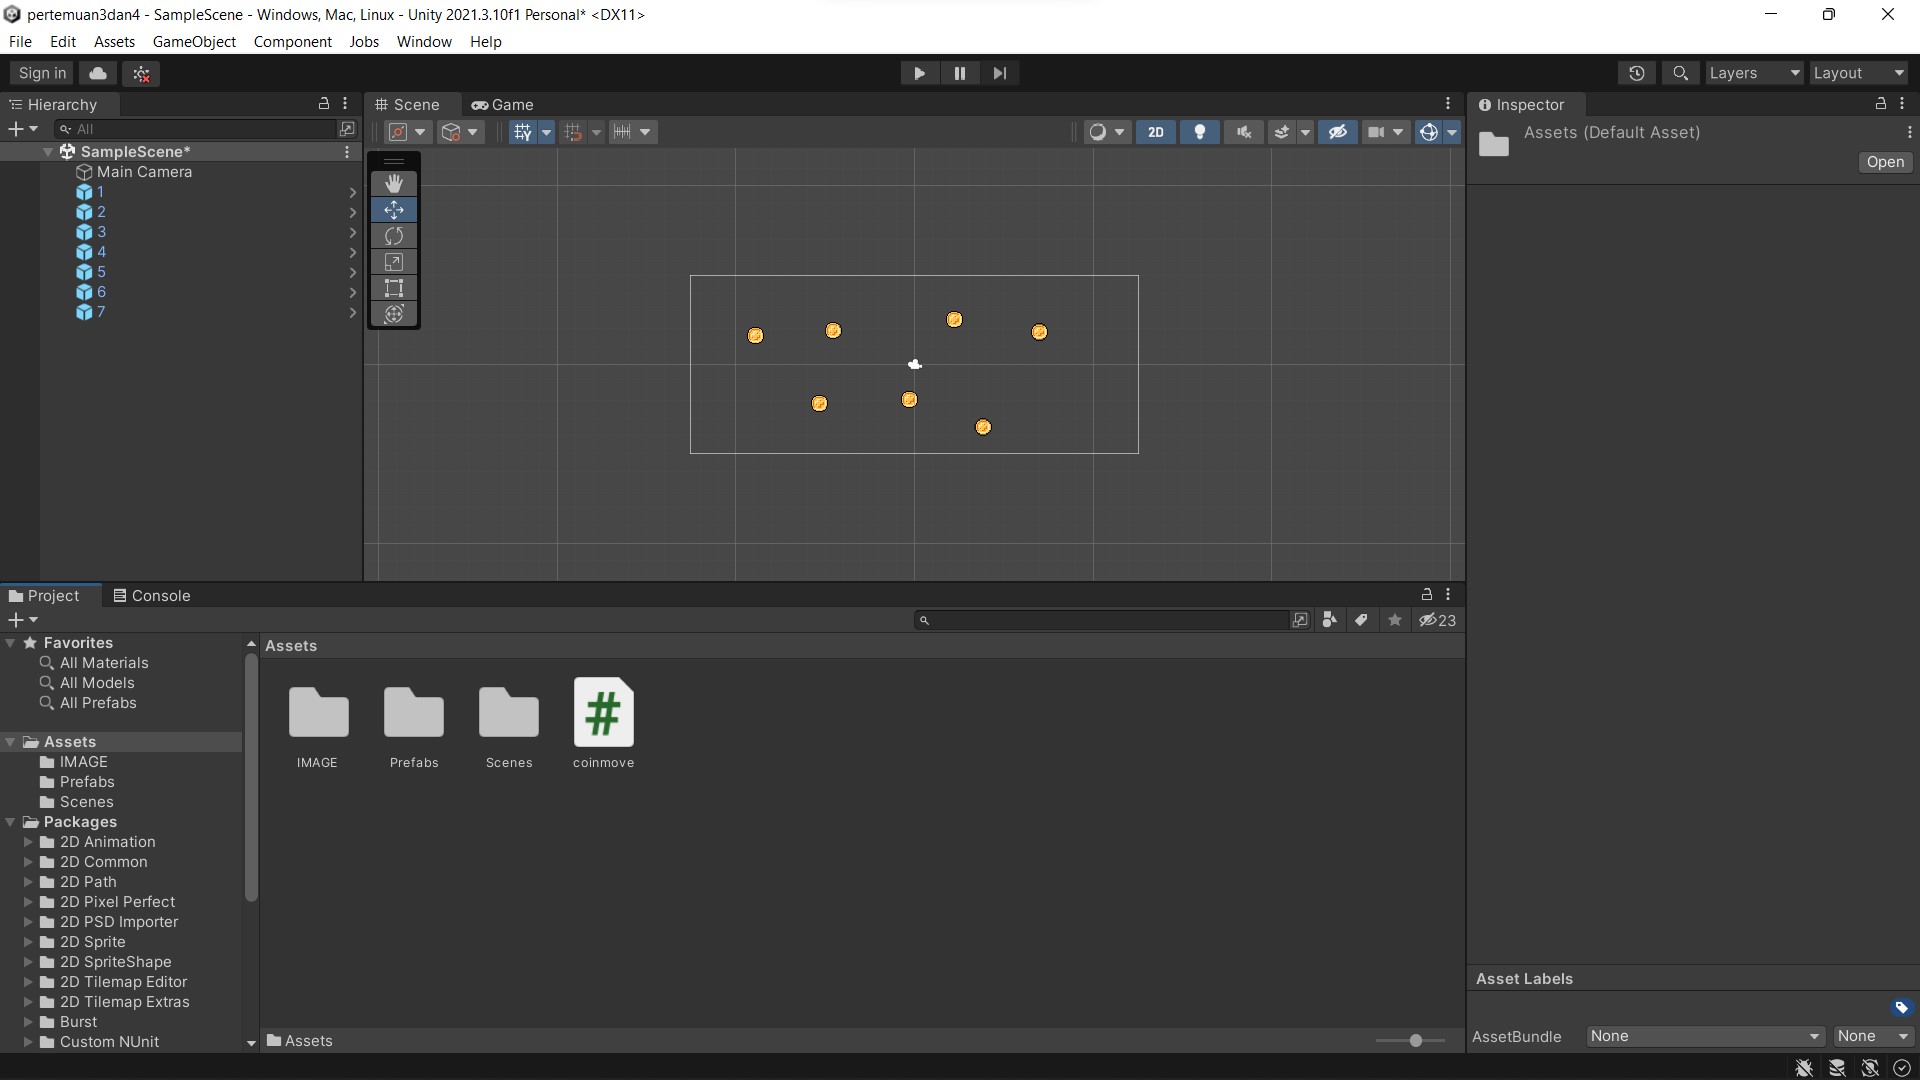 pertemuan3dan4 - SampleScene - Windows, Mac, Linux - Unity 2021.3.10f1 Personal* <DX11>
File Edit Assets GameObject Component Jobs Window Help
Sign in
Layers
Layout
Hierarchy
All
SampleScene*
Main Camera
1
2
3
4
5
6
7
Scene
Game
2D
Inspector
Assets (Default Asset)
Open
Project
Console
23
Favorites
All Materials
All Models
All Prefabs
Assets
IMAGE
Prefabs
Scenes
Packages
2D Animation
2D Common
2D Path
2D Pixel Perfect
2D PSD Importer
2D Sprite
2D SpriteShape
2D Tilemap Editor
2D Tilemap Extras
Burst
Custom NUnit
Assets
IMAGE
Prefabs
Scenes
#
coinmove
Assets
Asset Labels
AssetBundle
None
None